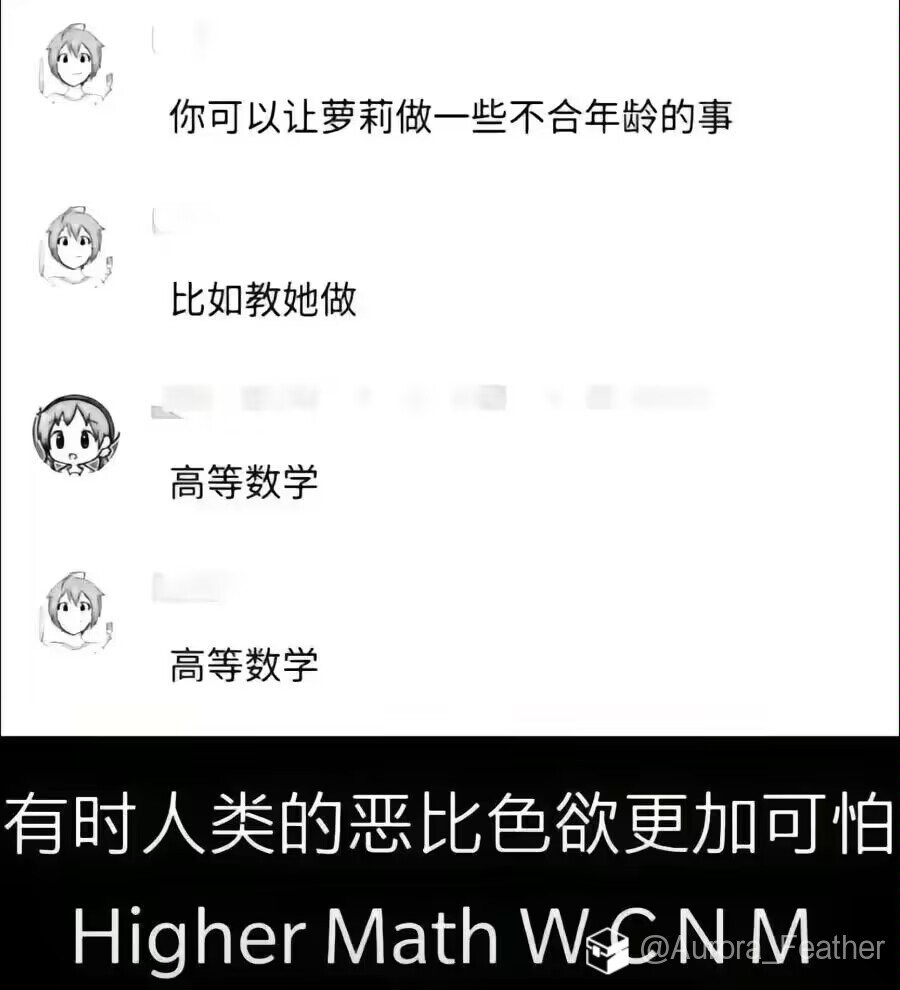 你可以让萝莉做一些不合年龄的事
比如教她做
高等数学
高等数学
有时人类的恶比色欲更加可怕
Higher Math W C N M
@Aurora_Feather